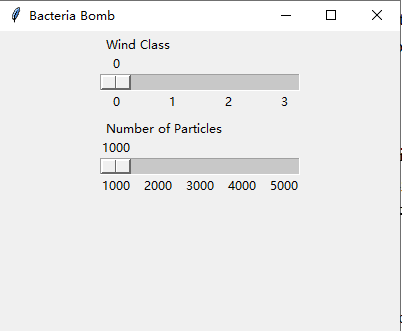 Bacteria Bomb
Wind Class
0
0 1 2 3
Number of Particles
1000
1000 2000 3000 4000 5000